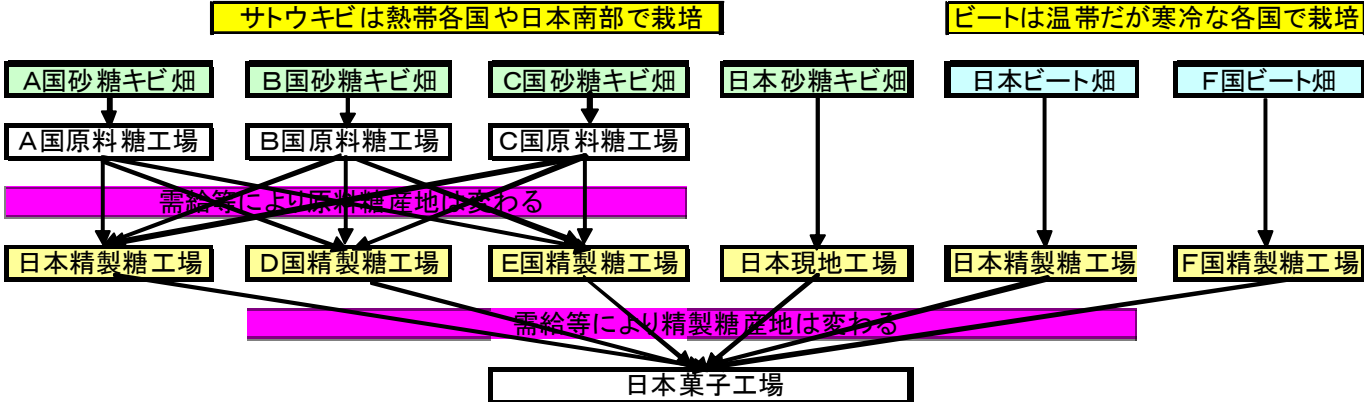 サトウキビは熱帯各国や日本南部で栽培
ビートは温帯だが寒冷な各国で栽培
A国砂糖キビ畑
B国砂糖キビ畑
C国砂糖キビ畑
日本砂糖キビ畑
日本ビート畑
F国ビート畑
A国原料糖工場
B国原料糖工場
C国原料糖工場
需給等により原料糖産地は変わる
日本精製糖工場
D国精製糖工場
E国精製糖工場
日本現地工場
日本精製糖工場
F国精製糖工場
需給等により精製糖産地は変わる
日本菓子工場